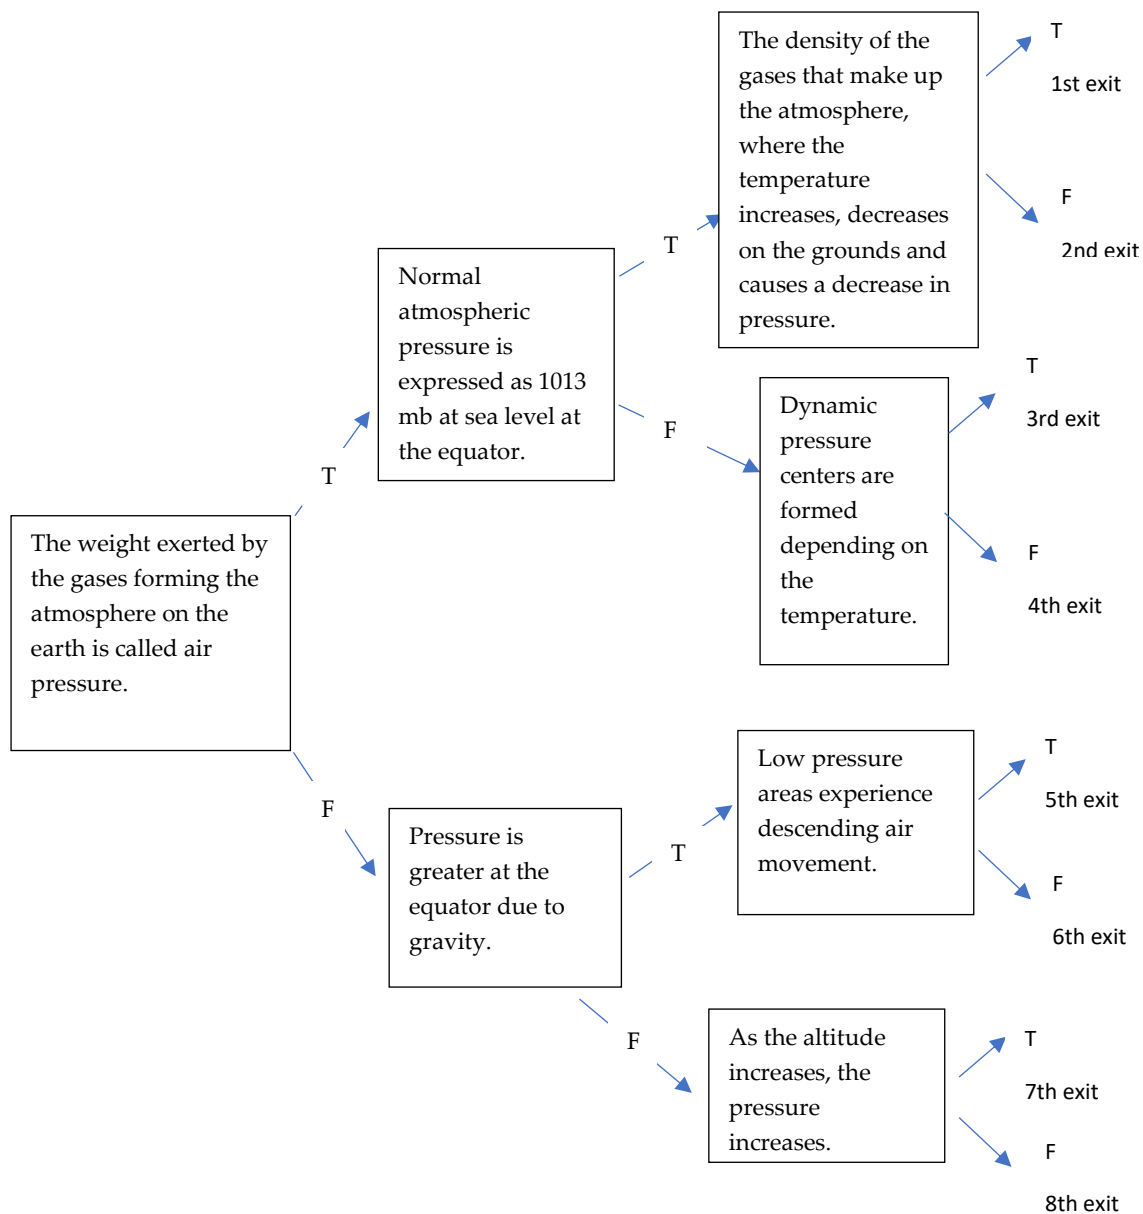 The weight exerted by
the gases forming the
atmosphere on the
earth is called air
pressure.
T
F
Normal
atmospheric
pressure is
expressed as 1013
mb at sea level at
the equator.
T
F
Pressure is
greater at the
equator due to
gravity.
T
F
The density of the
gases that make up
the atmosphere,
where the
temperature
increases, decreases
on the grounds and
causes a decrease in
pressure.
T
1st exit
F
2nd exit
Dynamic
pressure
centers are
formed
depending on
the
temperature.
T
3rd exit
F
4th exit
Low pressure
areas experience
descending air
movement.
T
5th exit
F
6th exit
As the altitude
increases, the
pressure
increases.
T
7th exit
F
8th exit